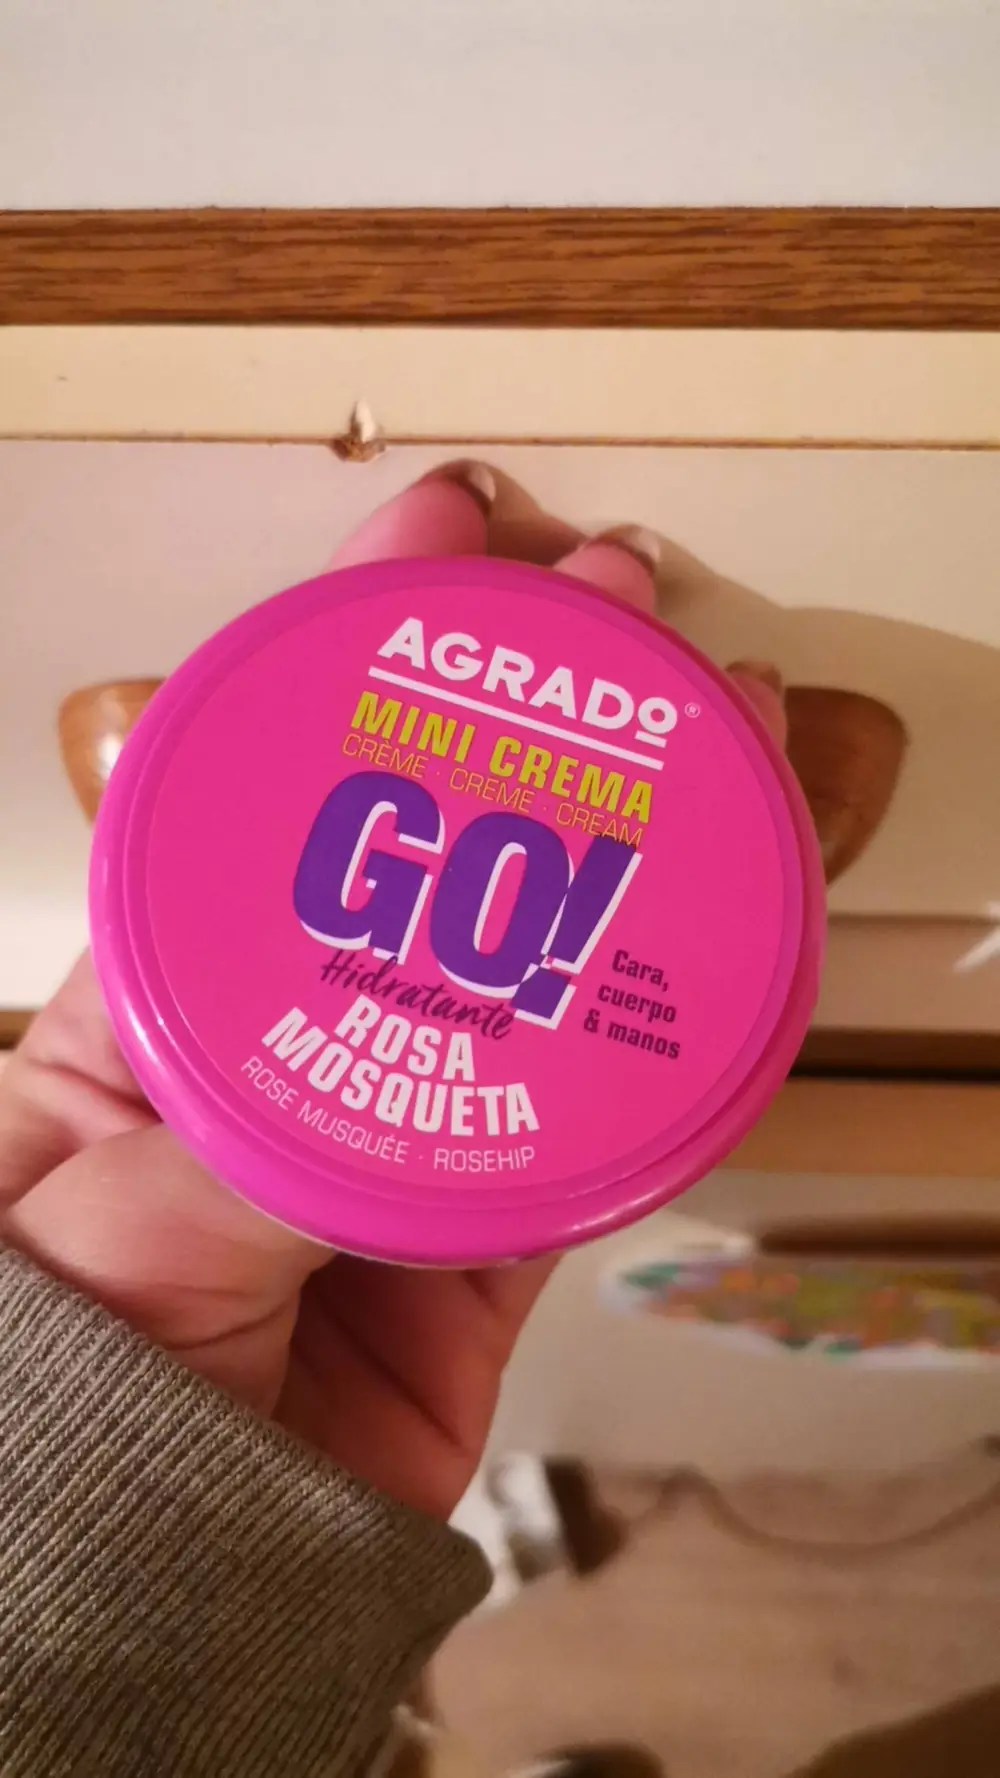 AGRADO®
MINI CREMA
CRÈME · CREME · CREAM
GO!
Hidratante
Cara,
cuerpo
& manos
ROSA
MOSQUETA
ROSE MUSQUÉE · ROSEHIP